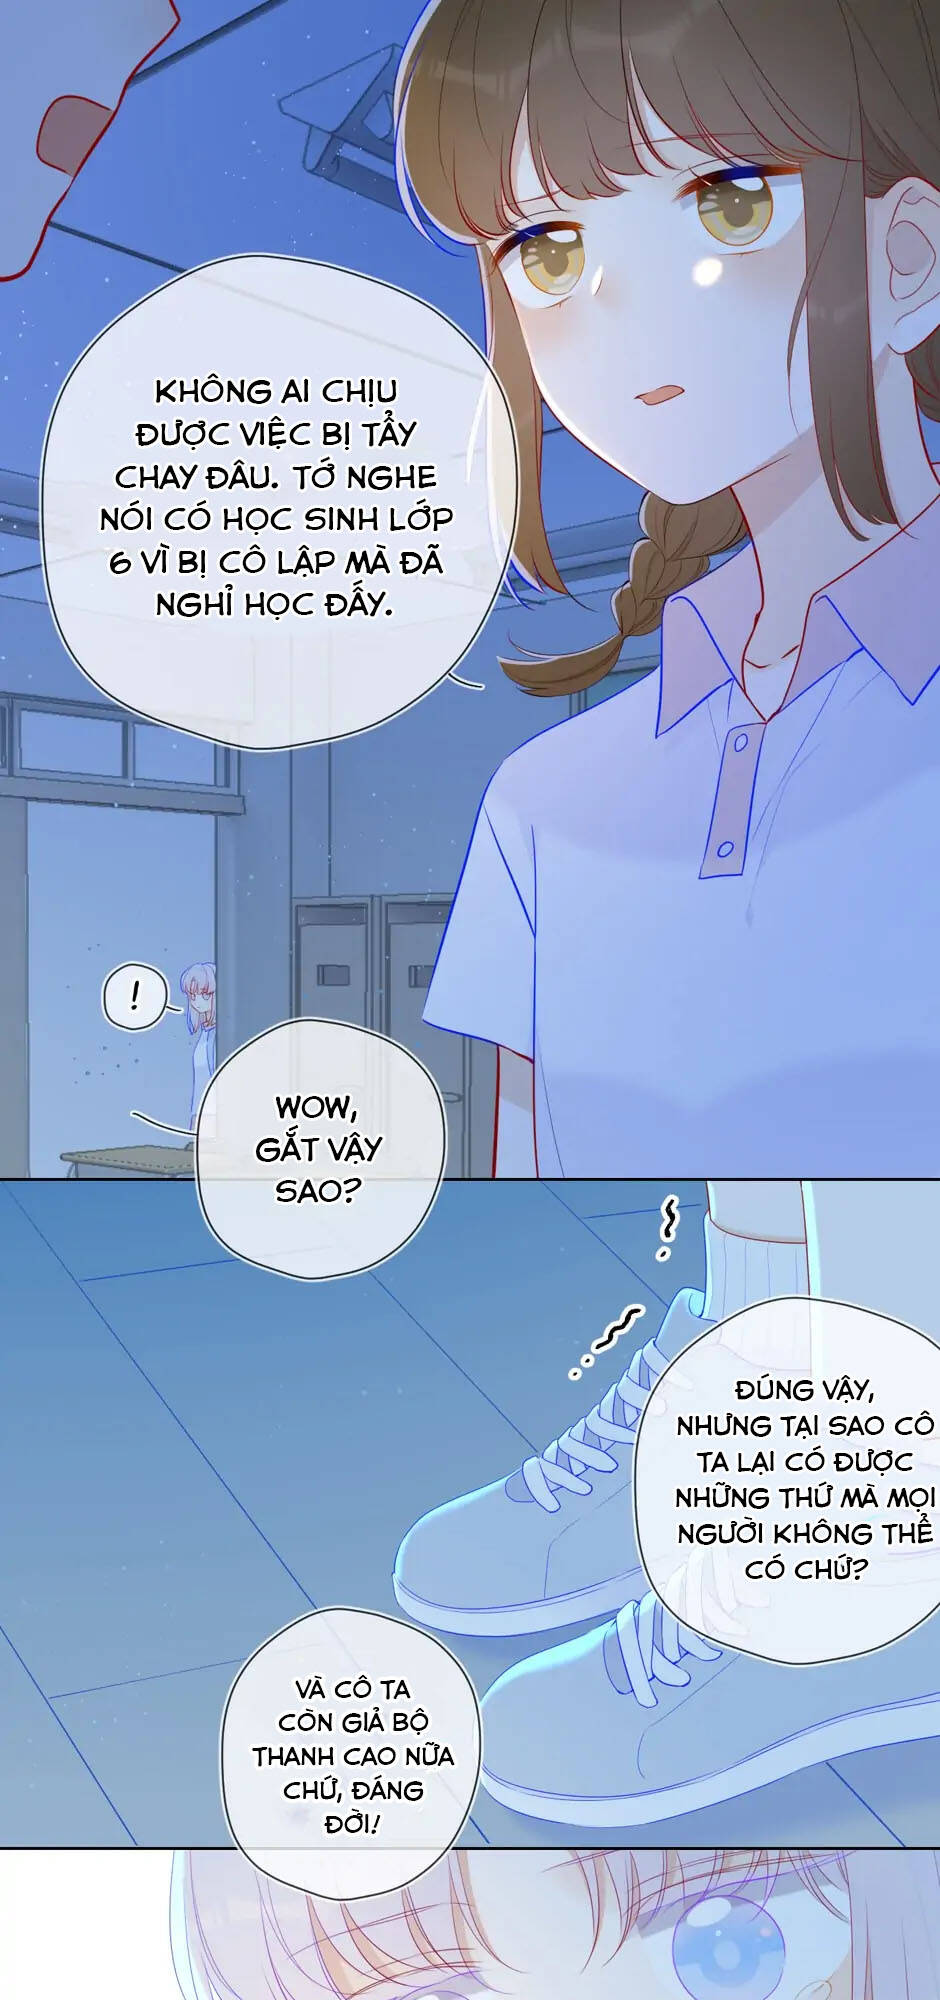 KHÔNG AI CHỊU
ĐƯỢC VIỆC BỊ TẨY
CHAY ĐÂU. TỚ NGHE
NÓI CÓ HỌC SINH LỚP
6 VÌ BỊ CÔ LẬP MÀ ĐÃ
NGHỈ HỌC ĐẤY.
!
WOW,
GẮT VẬY
SAO?
ĐÚNG VẬY,
NHƯNG TẠI SAO CÔ
TA LẠI CÓ ĐƯỢC
NHỮNG THỨ MÀ MỌI
NGƯỜI KHÔNG THỂ
CÓ CHỨ?
VÀ CÔ TA
CÒN GIẢ BỘ
THANH CAO NỮA
CHỨ, ĐÁNG
ĐỜI!